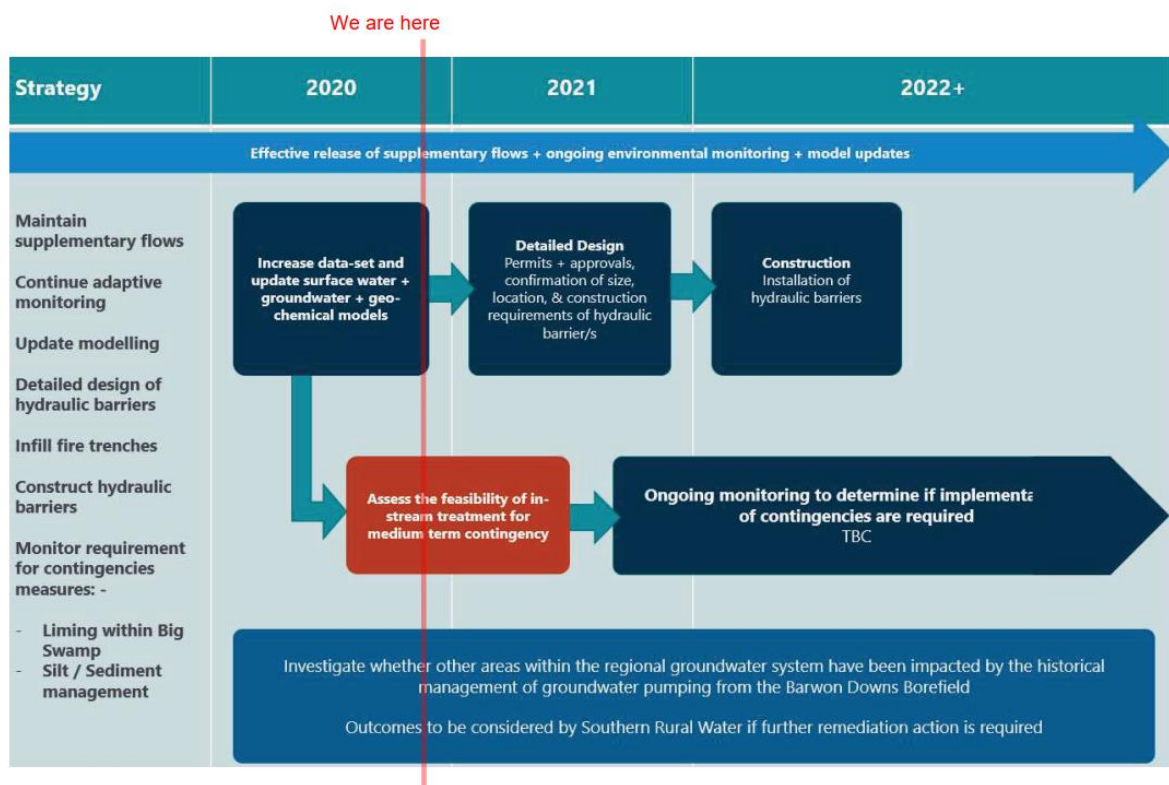 We are here
Strategy
2020
2021
2022+
Effective release of supplementary flows + ongoing environmental monitoring + model updates
Maintain
supplementary flows
Continue adaptive
monitoring
Update modelling
Detailed design of
hydraulic barriers
Infill fire trenches
Construct hydraulic
barriers
Monitor requirement
for contingencies
measures: -
- Liming within Big
Swamp
- Silt / Sediment
management
Increase data-set and
update surface water +
groundwater + geo-
chemical models
Detailed Design
Permits + approvals,
confirmation of size,
location, & construction
requirements of hydraulic
barrier/s
Construction
Installation of
hydraulic barriers
Assess the feasibility of in-
stream treatment for
medium term contingency
Ongoing monitoring to determine if implementa
of contingencies are required
TBC
Investigate whether other areas within the regional groundwater system have been impacted by the historical
management of groundwater pumping from the Barwon Downs Borefield
Outcomes to be considered by Southern Rural Water if further remediation action is required